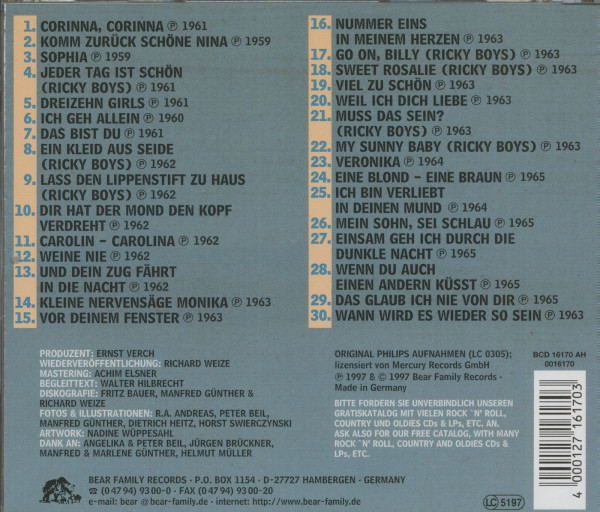 1. CORINNA, CORINNA ℗ 1961
2. KOMM ZURÜCK SCHÖNE NINA ℗ 1959
3. SOPHIA ℗ 1959
4. JEDER TAG IST SCHÖN
(RICKY BOYS) ℗ 1961
5. DREIZEHN GIRLS ℗ 1961
6. ICH GEH ALLEIN ℗ 1960
7. DAS BIST DU ℗ 1961
8. EIN KLEID AUS SEIDE
(RICKY BOYS) ℗ 1962
9. LASS DEN LIPPENSTIFT ZU HAUS
(RICKY BOYS) ℗ 1962
10. DIR HAT DER MOND DEN KOPF
VERDREHT ℗ 1962
11. CAROLIN – CAROLINA ℗ 1962
12. WEINE NIE ℗ 1962
13. UND DEIN ZUG FÄHRT
IN DIE NACHT ℗ 1962
14. KLEINE NERVENSÄGE MONIKA ℗ 1963
15. VOR DEINEM FENSTER ℗ 1963
16. NUMMER EINS
IN MEINEM HERZEN ℗ 1963
17. GO ON, BILLY (RICKY BOYS) ℗ 1963
18. SWEET ROSALIE (RICKY BOYS) ℗ 1963
19. VIEL ZU SCHÖN ℗ 1963
20. WEIL ICH DICH LIEBE ℗ 1963
21. MUSS DAS SEIN?
(RICKY BOYS) ℗ 1963
22. MY SUNNY BABY (RICKY BOYS) ℗ 1963
23. VERONIKA ℗ 1964
24. EINE BLOND – EINE BRAUN ℗ 1965
25. ICH BIN VERLIEBT
IN DEINEN MUND ℗ 1964
26. MEIN SOHN, SEI SCHLAU ℗ 1965
27. EINSAM GEH ICH DURCH DIE
DUNKLE NACHT ℗ 1965
28. WENN DU AUCH
EINEN ANDERN KÜSST ℗ 1965
29. DAS GLAUB ICH NIE VON DIR ℗ 1965
30. WANN WIRD ES WIEDER SO SEIN ℗ 1963
PRODUZENT: ERNST VERCH
WIEDERVERÖFFENTLICHUNG: RICHARD WEIZE
MASTERING: ACHIM ELSNER
BEGLEITTEXT: WALTER HILBRECHT
DISKOGRAFIE: FRITZ BAUER, MANFRED GÜNTHER &
RICHARD WEIZE
FOTOS & ILLUSTRATIONEN: R.A. ANDREAS, PETER BEIL,
MANFRED GÜNTHER, DIETRICH HEITZ, HORST SWIERCZYNSKI
ARTWORK: NADINE WÜPPESAHL
DANK AN: ANGELIKA & PETER BEIL, JÜRGEN BRÜCKNER,
MANFRED & MARLENE GÜNTHER, HELMUT MÜLLER
ORIGINAL PHILIPS AUFNAHMEN (LC 0305);
lizensiert von Mercury Records GmbH
℗ 1997 & © 1997 Bear Family Records -
Made in Germany
BITTE FORDERN SIE UNVERBINDLICH UNSEREN
GRATISKATALOG MIT VIELEN ROCK ´N´ ROLL,
COUNTRY UND OLDIES CDs & LPs, ETC. AN.
ASK ALSO FOR OUR FREE CATALOG, WITH MANY
ROCK ´N´ ROLL, COUNTRY AND OLDIES CDs &
LPs, ETC.
BCD 16170 AH
0016170
4 000127 161703
BEAR FAMILY RECORDS - P.O. BOX 1154 - D-27727 HAMBERGEN - GERMANY
☎ (0 47 94) 93 00-0 - FAX (0 47 94) 93 00-20
e-mail: bear @ bear-family.de - internet: http://www.bear-family.de
LC 5197